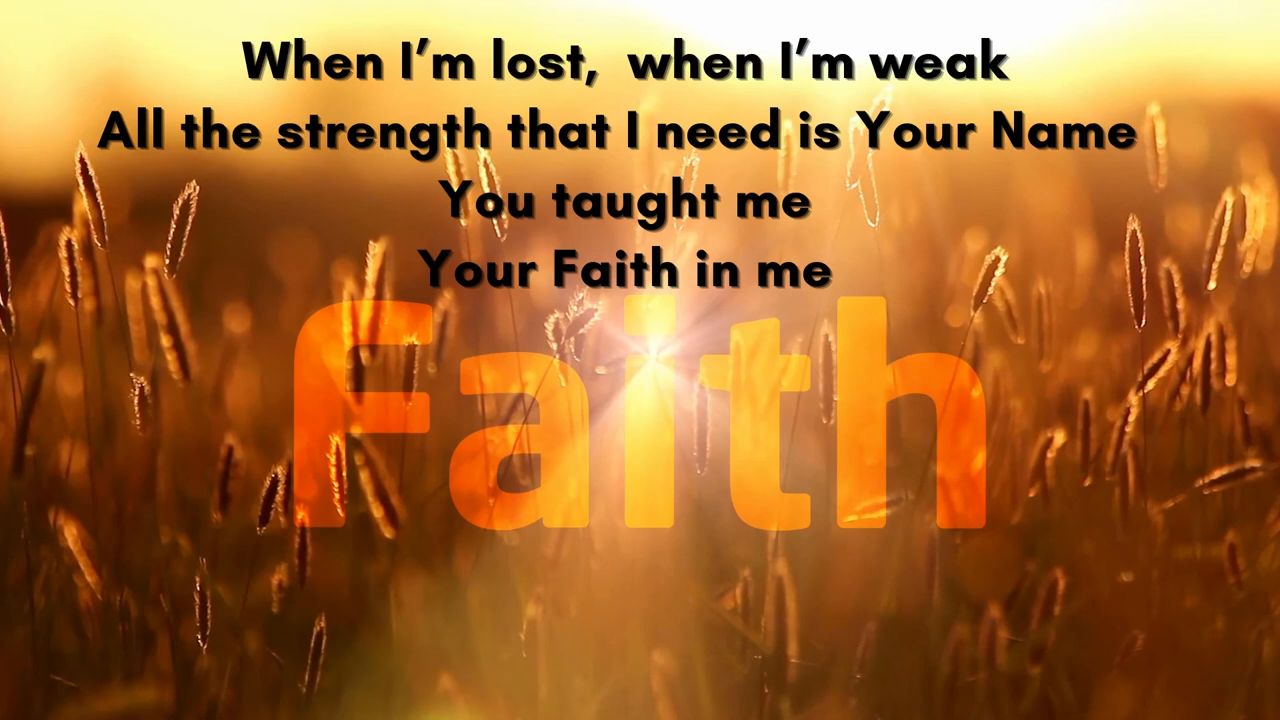 When I’m lost,  when I’m weak
All the strength that I need is Your Name
You taught me
Your Faith in me
Faith